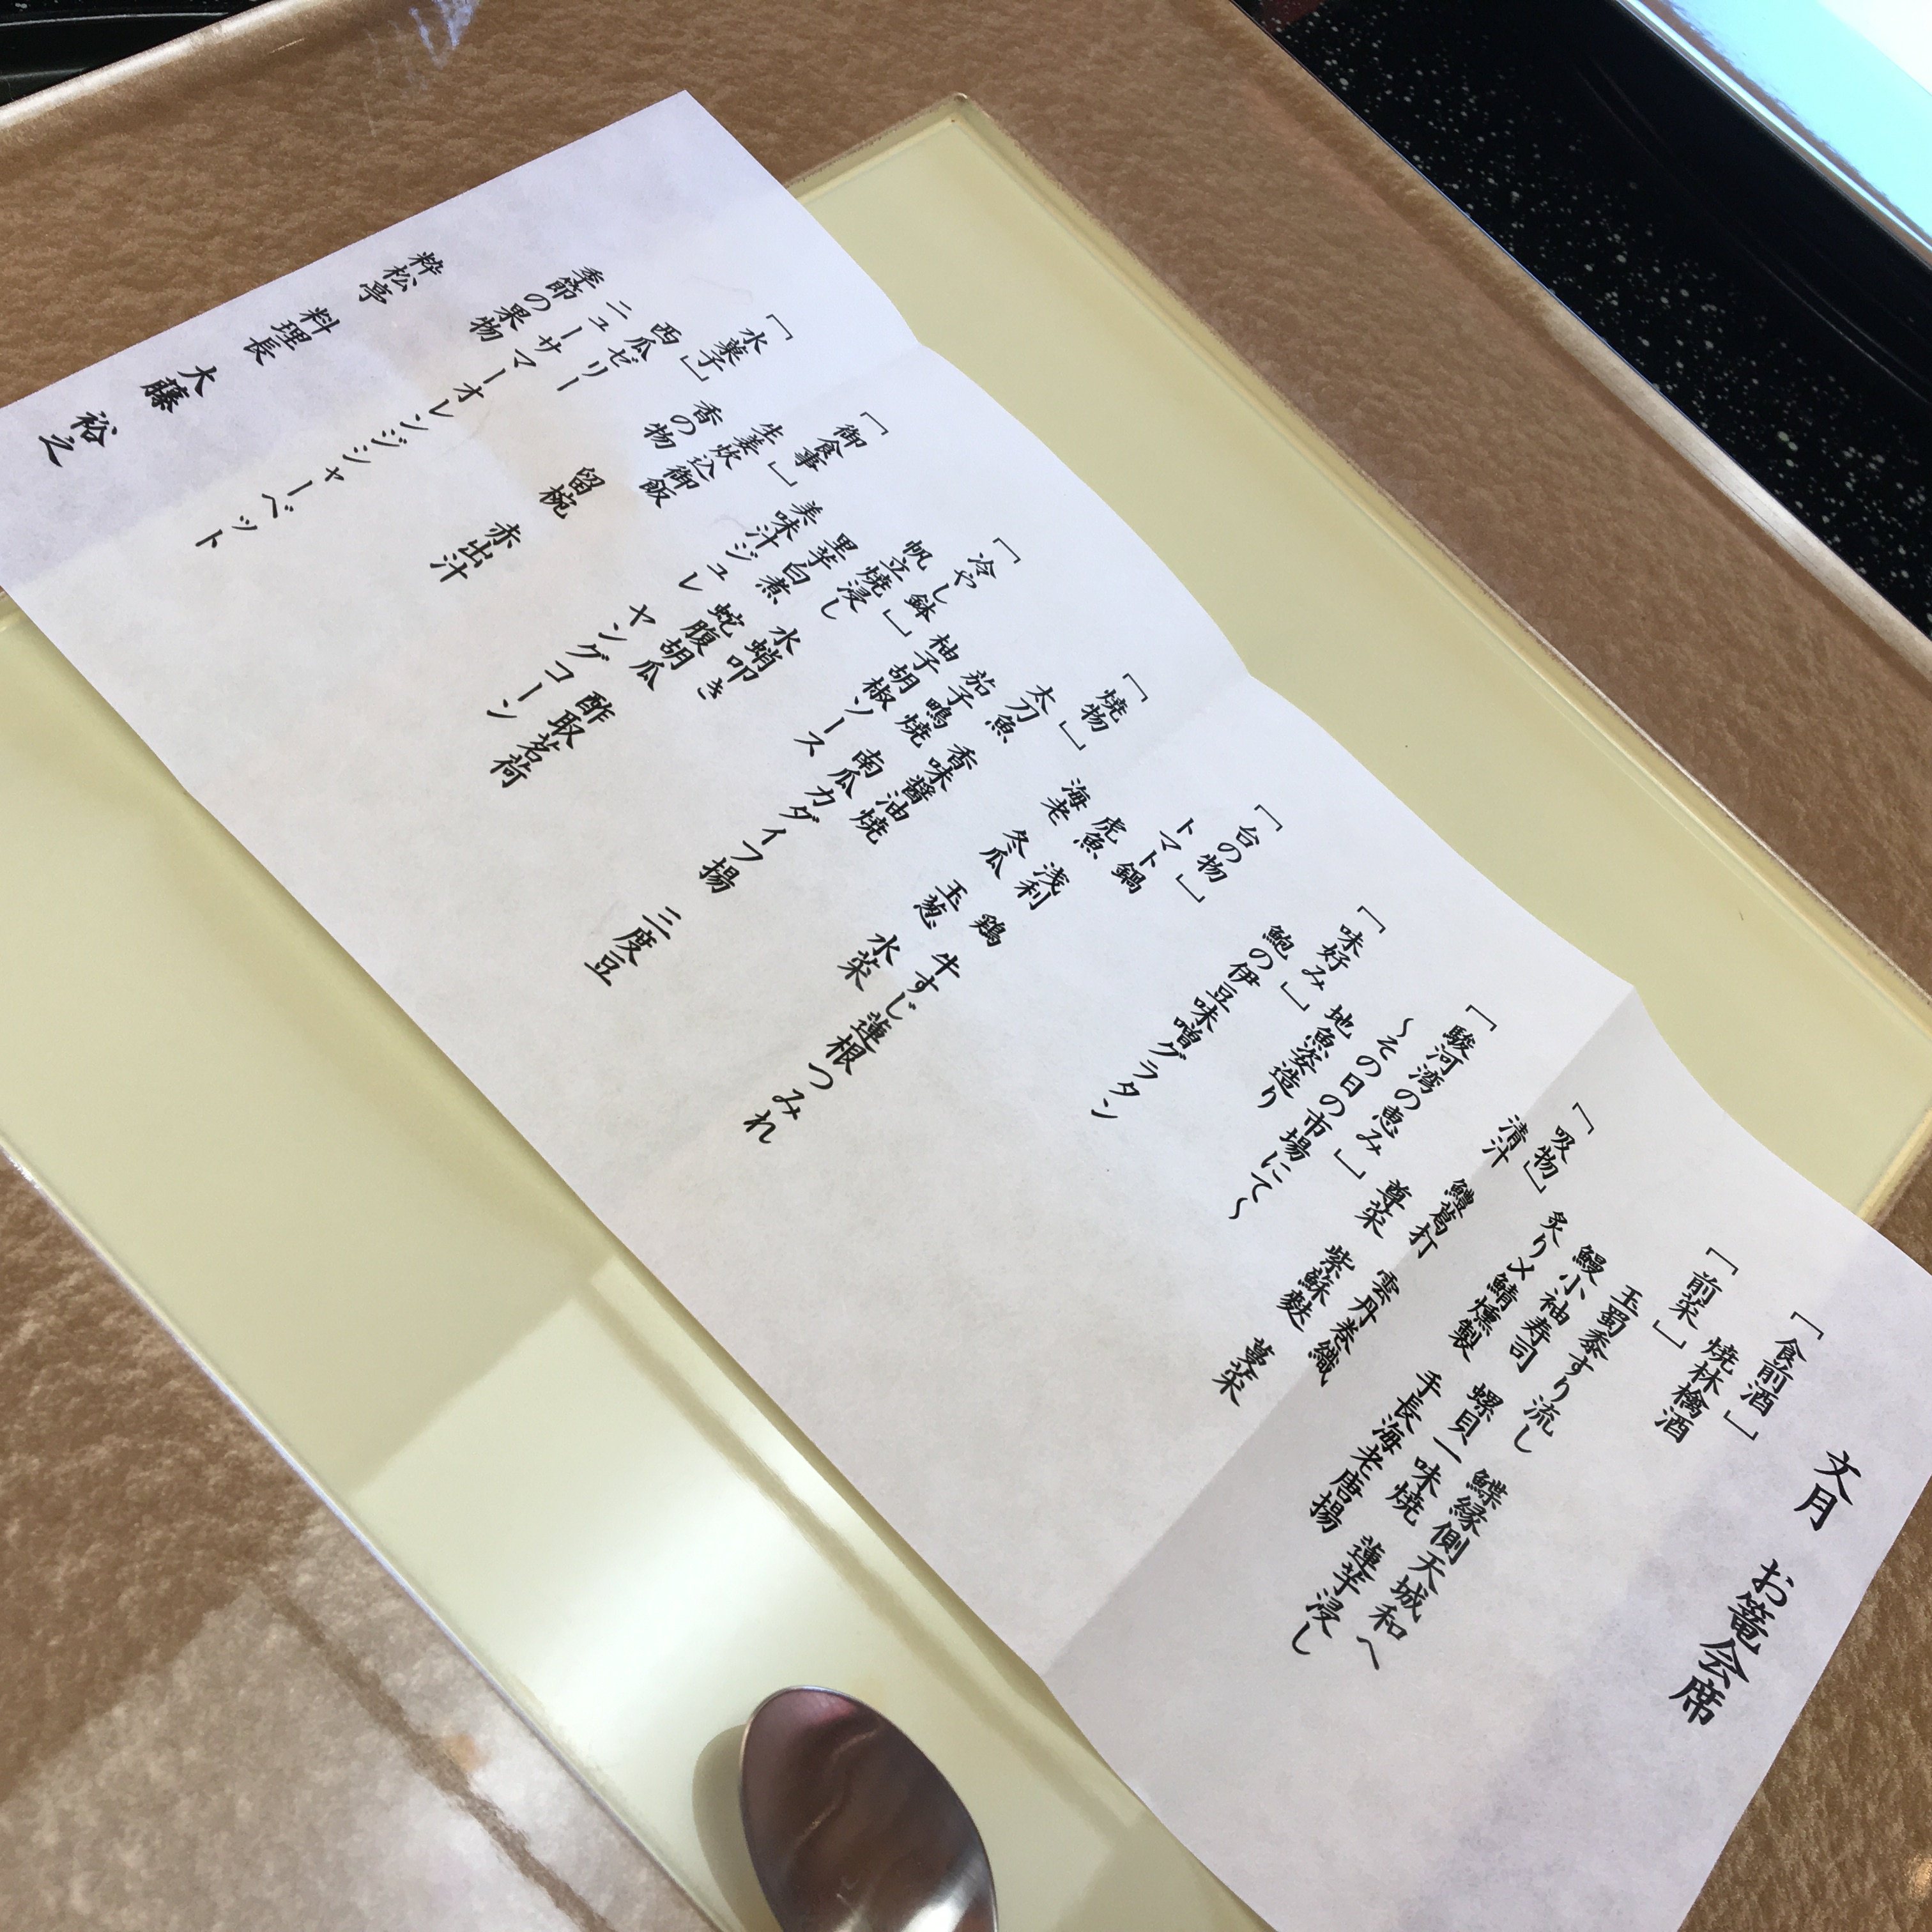 文月 お篭会席
「食前酒」 焼林檎酒
「前菜」
玉蜀黍すり流し 鰈縁側天城和へ
鰻小袖寿司 螺貝一味焼 蓮芋浸し
炙り〆鯖燻製 手長海老唐揚
「吸物」
清汁 鱧葛打 雲丹巻織
尊菜 紫蘇麩 蔓菜
「駿河湾の恵み」
〜その日の市場にて〜
地魚姿造り
「味好み」
鮑の伊豆味噌グラタン
「台の物」
トマト鍋
虎魚 浅利 鶏 牛すじ蓮根つみれ
海老 冬瓜 玉葱 水菜
「焼物」
太刀魚 香味醤油焼
茄子鴫焼 南瓜カダイフ揚 三度豆
柚子胡椒ソース
「冷やし鉢」
帆立焼浸し 水蛸叩き
里芋白煮 蛇腹胡瓜 酢取茗荷
美味汁ジュレ ヤングコーン
「御食事」
生姜炊込御飯
香の物 留椀 赤出汁
「水菓子」
西瓜ゼリー
ニューサマーオレンジシャーベット
季節の果物
粋松亭 料理長 大藤 裕之